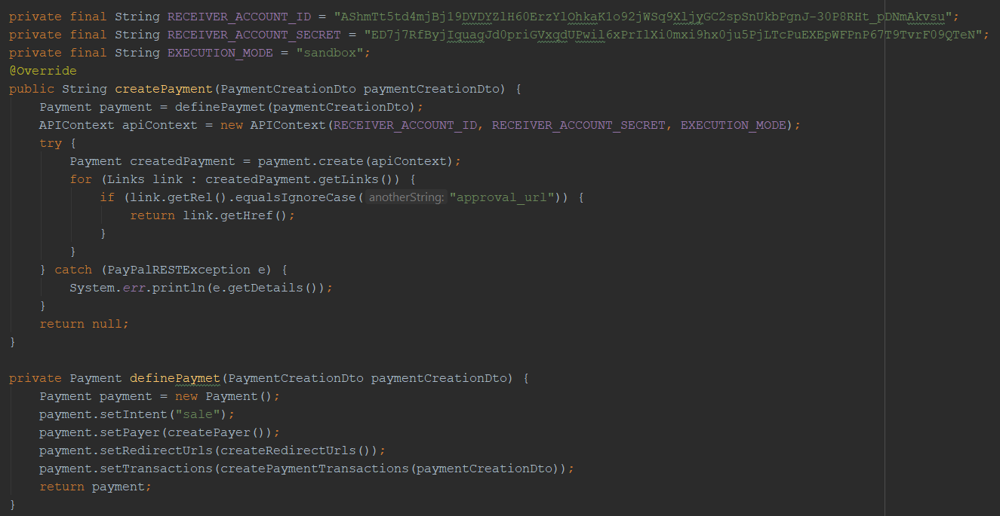 private final String RECEIVER_ACCOUNT_ID = "AShmTt5td4mjBj19DVDYZlH60ErzYlOhkaK1o92jWSq9XljyGC2spSnUkbPgnJ-30P8RHt_pDNmAkvsu";
private final String RECEIVER_ACCOUNT_SECRET = "ED7j7RfByjIquagJd0priGVxgdUPwil6xPrIlXi0mxi9hx0ju5PjLTcPuEXEpWFPnP67T9TvrF09QTeN";
private final String EXECUTION_MODE = "sandbox";
@Override
public String createPayment(PaymentCreationDto paymentCreationDto) {
Payment payment = definePaymet(paymentCreationDto);
APIContext apiContext = new APIContext(RECEIVER_ACCOUNT_ID, RECEIVER_ACCOUNT_SECRET, EXECUTION_MODE);
try {
Payment createdPayment = payment.create(apiContext);
for (Links link : createdPayment.getLinks()) {
if (link.getRel().equalsIgnoreCase( anotherString: "approval_url")) {
return link.getHref();
}
}
} catch (PayPalRESTException e) {
System.err.println(e.getDetails());
}
return null;
}
private Payment definePaymet(PaymentCreationDto paymentCreationDto) {
Payment payment = new Payment();
payment.setIntent("sale");
payment.setPayer(createPayer());
payment.setRedirectUrls(createRedirectUrls());
payment.setTransactions(createPaymentTransactions(paymentCreationDto));
return payment;
}